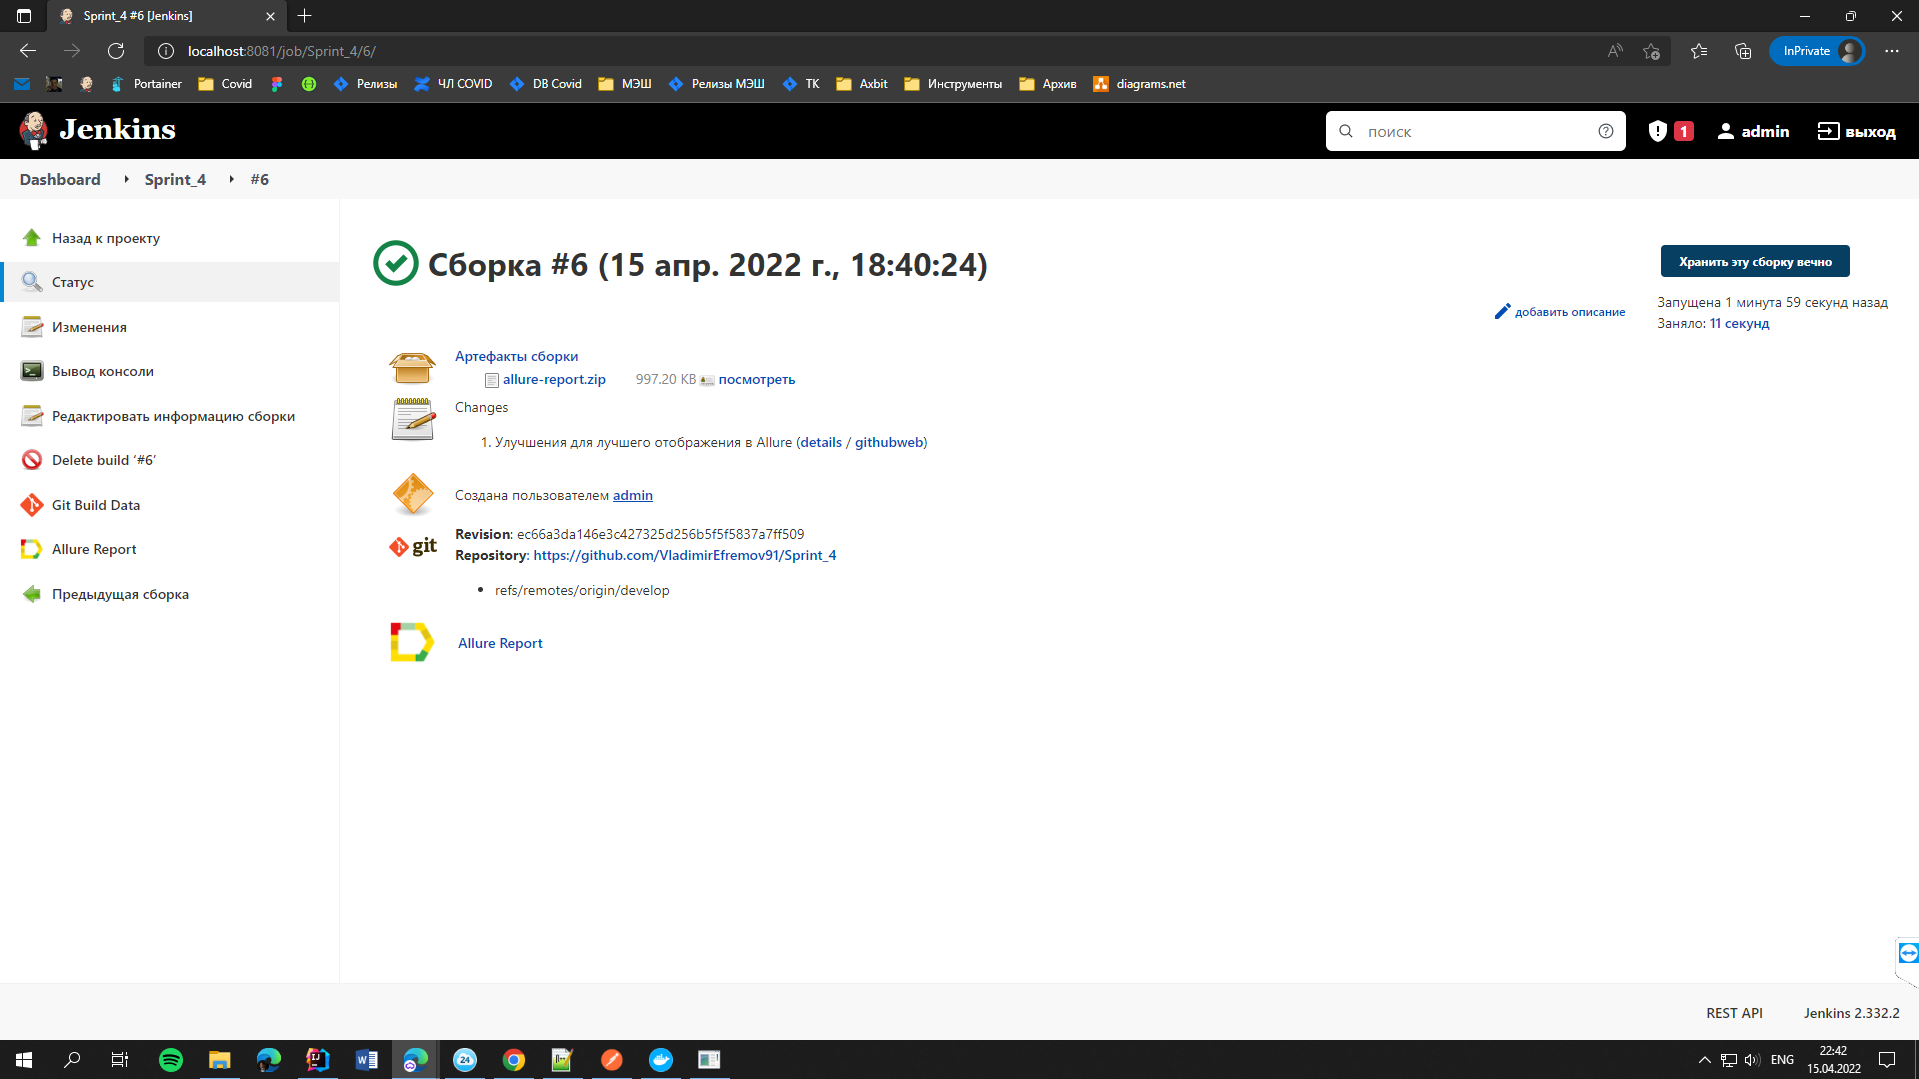 Sprint_4 #6 [Jenkins]
localhost:8081/job/Sprint_4/6/
InPrivate
Portainer
Covid
Релизы
ЧЛ COVID
DB Covid
МЭШ
Релизы МЭШ
ТК
Axbit
Инструменты
Архив
diagrams.net
Jenkins
поиск
1
admin
выход
Dashboard
Sprint_4
#6
Назад к проекту
Статус
Изменения
Вывод консоли
Редактировать информацию сборки
Delete build ‘#6’
Git Build Data
Allure Report
Предыдущая сборка
Сборка #6 (15 апр. 2022 г., 18:40:24)
Хранить эту сборку вечно
добавить описание
Запущена 1 минута 59 секунд назад
Заняло: 11 секунд
Артефакты сборки
allure-report.zip 997.20 KB посмотреть
Changes
1. Улучшения для лучшего отображения в Allure (details / githubweb)
Создана пользователем admin
git
Revision: ec66a3da146e3c427325d256b5f5f5837a7ff509
Repository: https://github.com/VladimirEfremov91/Sprint_4
refs/remotes/origin/develop
Allure Report
REST API
Jenkins 2.332.2
24
ENG
22:42
15.04.2022